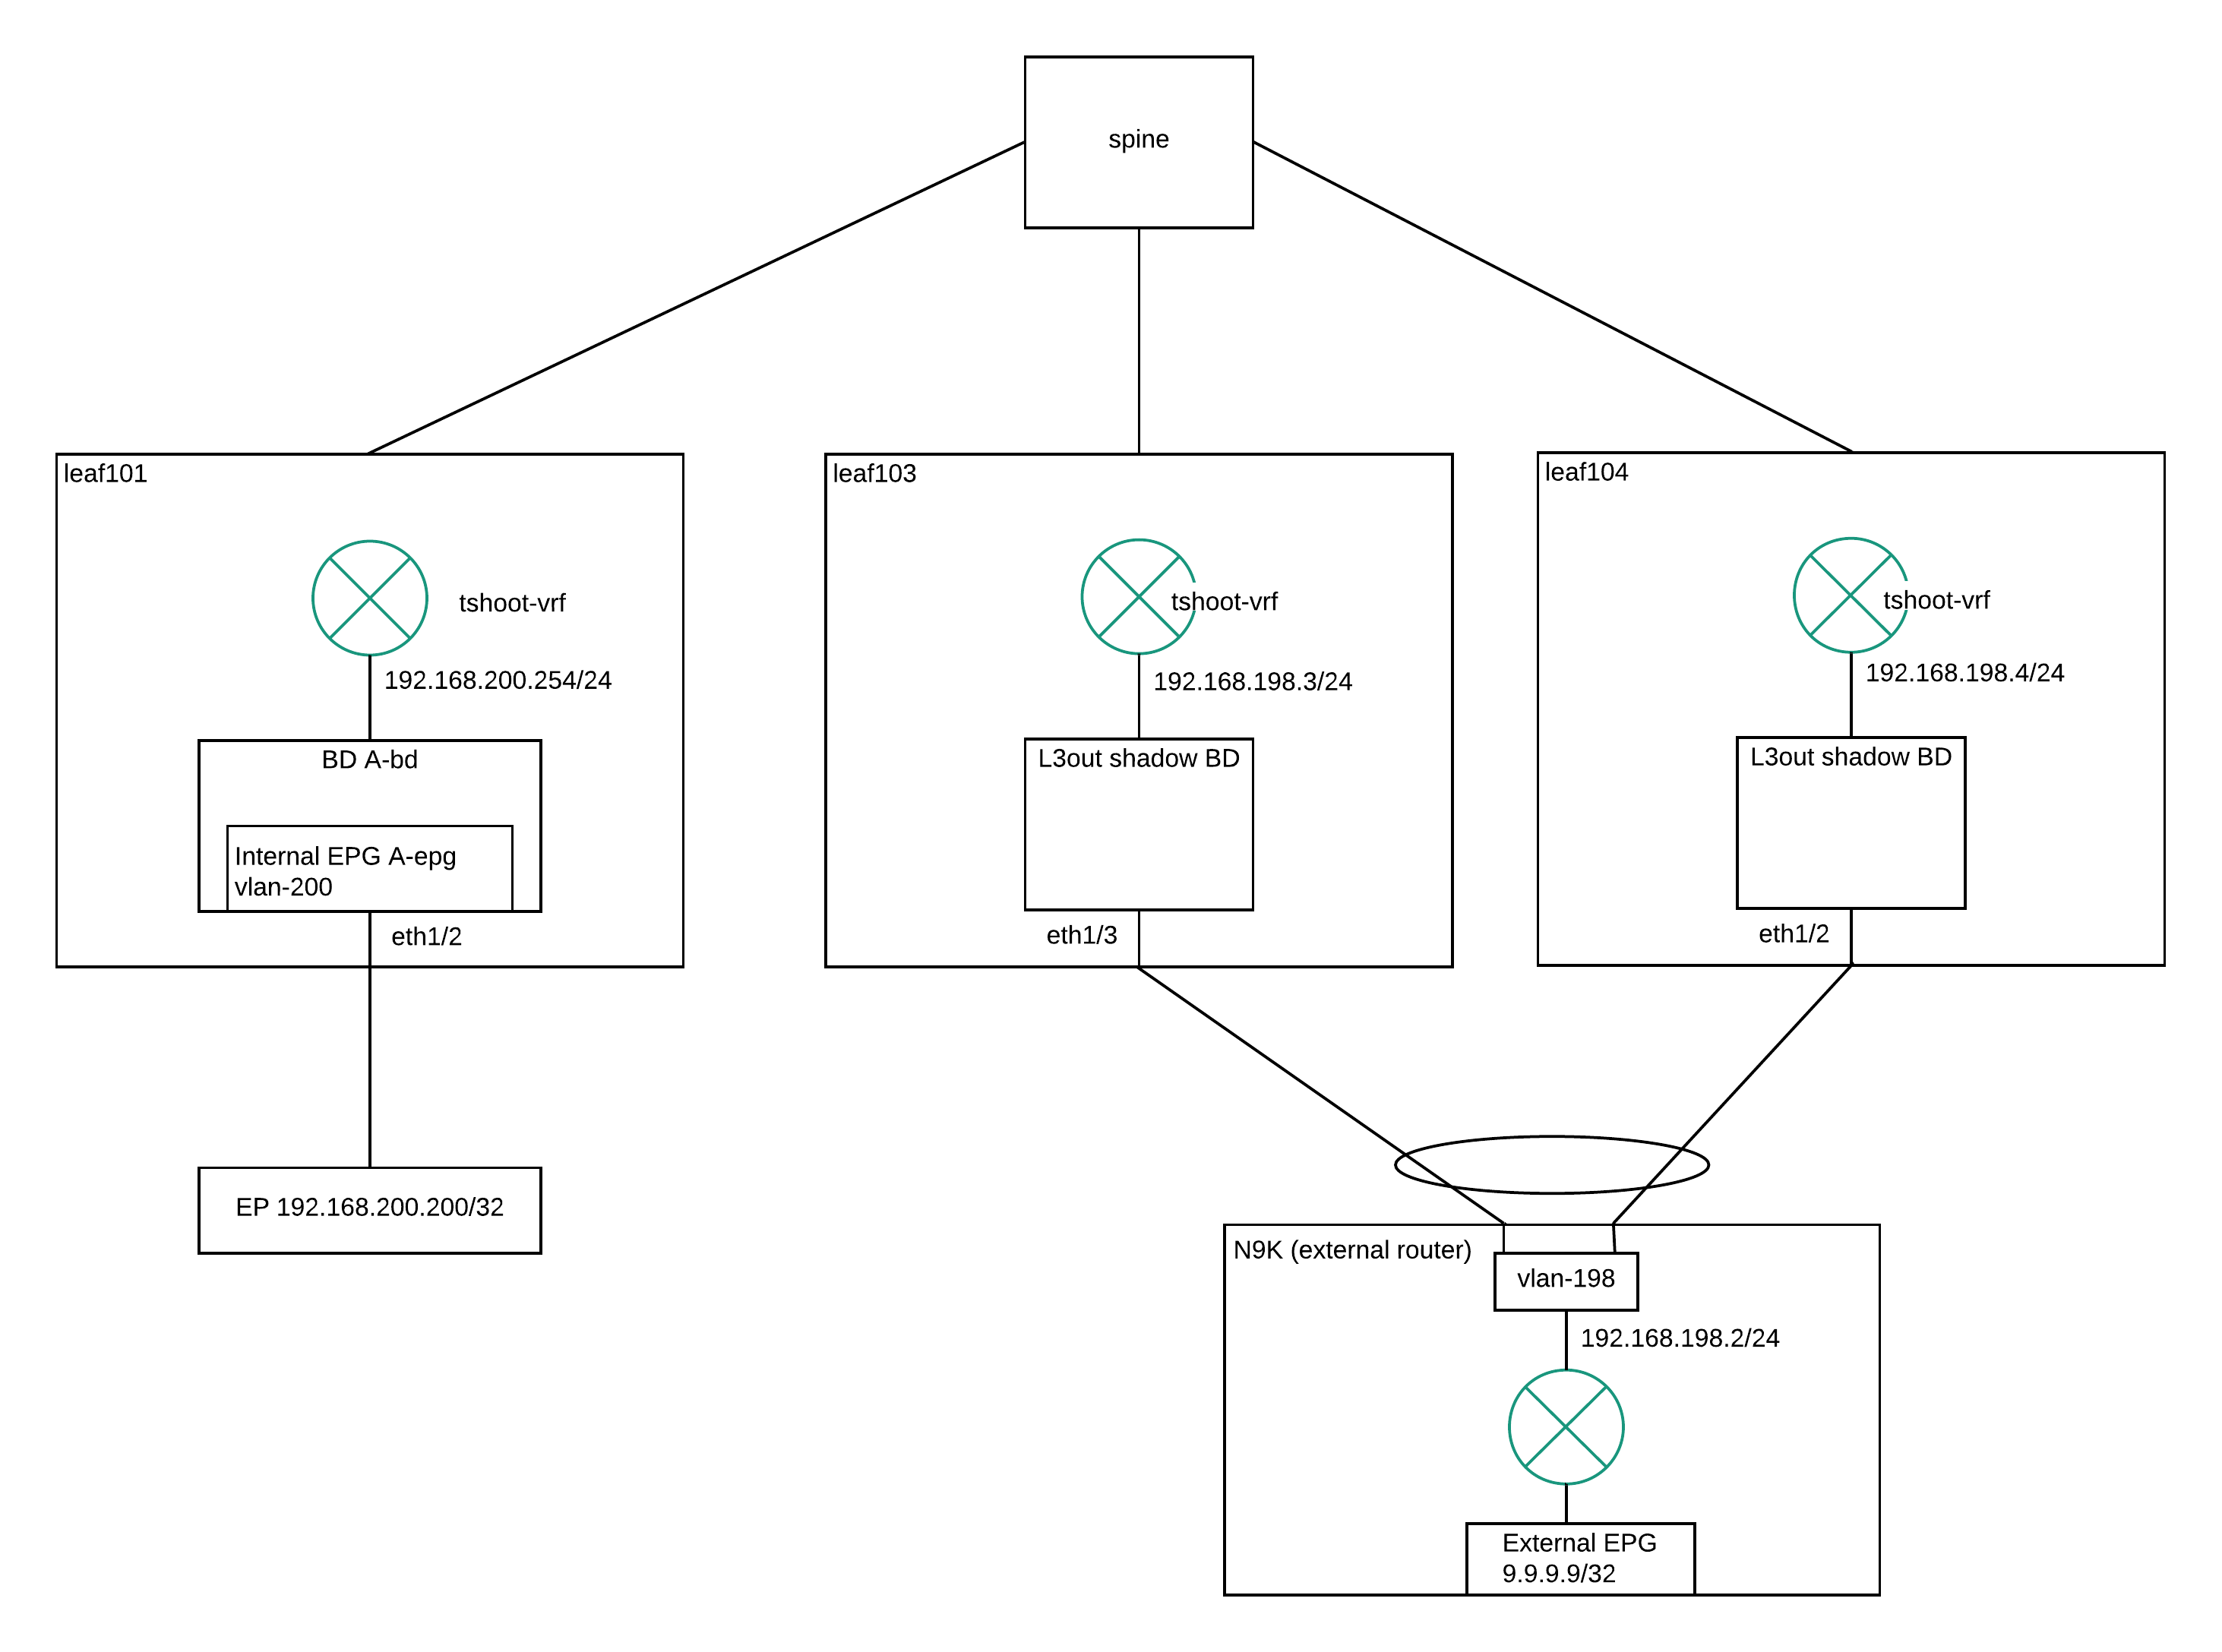 spine
leaf101
tshoot-vrf
192.168.200.254/24
BD A-bd
Internal EPG A-epg
vlan-200
eth1/2
EP 192.168.200.200/32
leaf103
tshoot-vrf
192.168.198.3/24
L3out shadow BD
eth1/3
leaf104
tshoot-vrf
192.168.198.4/24
L3out shadow BD
eth1/2
N9K (external router)
vlan-198
192.168.198.2/24
External EPG
9.9.9.9/32